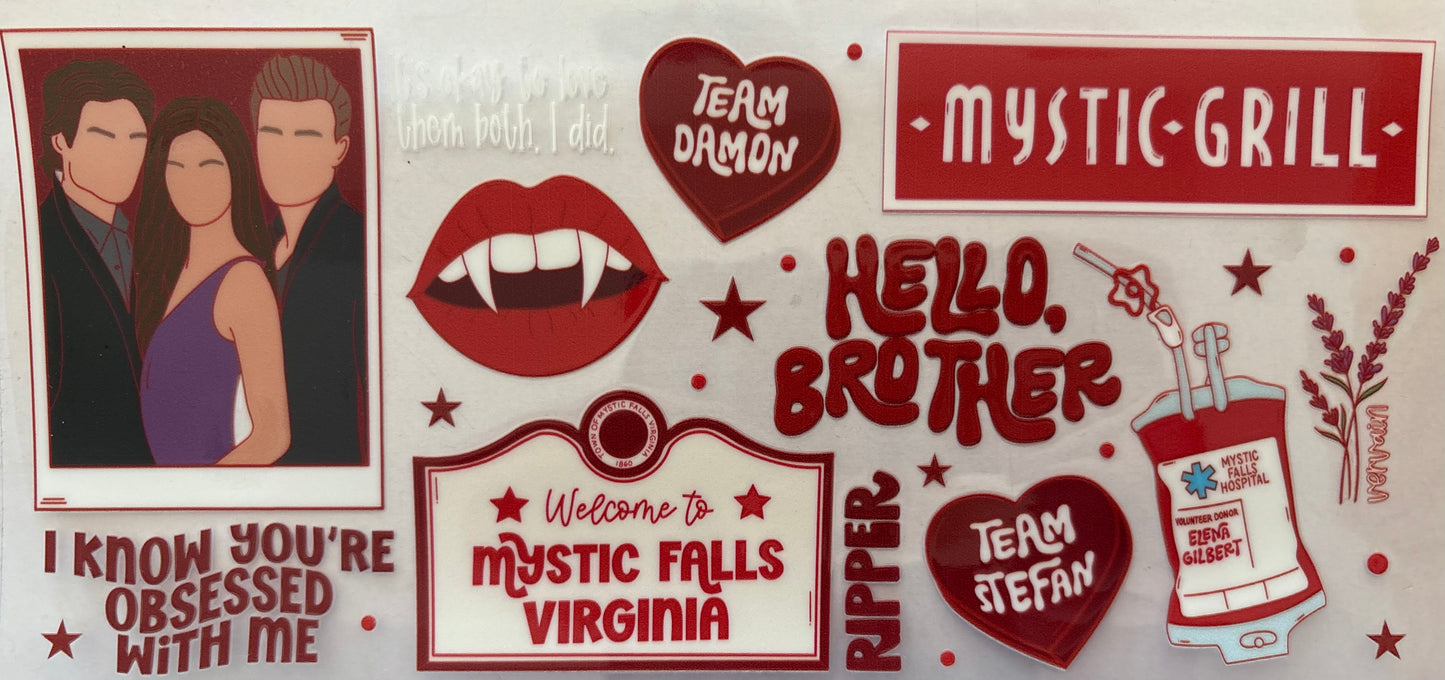 It's okay to love
them both. I did.
TEAM
DAMON
MYSTIC · GRILL
HELLO,
BROTHER
TOWN OF MYSTIC FALLS VIRGINIA
1860
Welcome to
MYSTIC FALLS
VIRGINIA
I KNOW YOU'RE
OBSESSED
WITH ME
RIPPER
TEAM
STEFAN
MYSTIC
FALLS
HOSPITAL
VOLUNTEER DONOR
ELENA
GILBERT
vervain